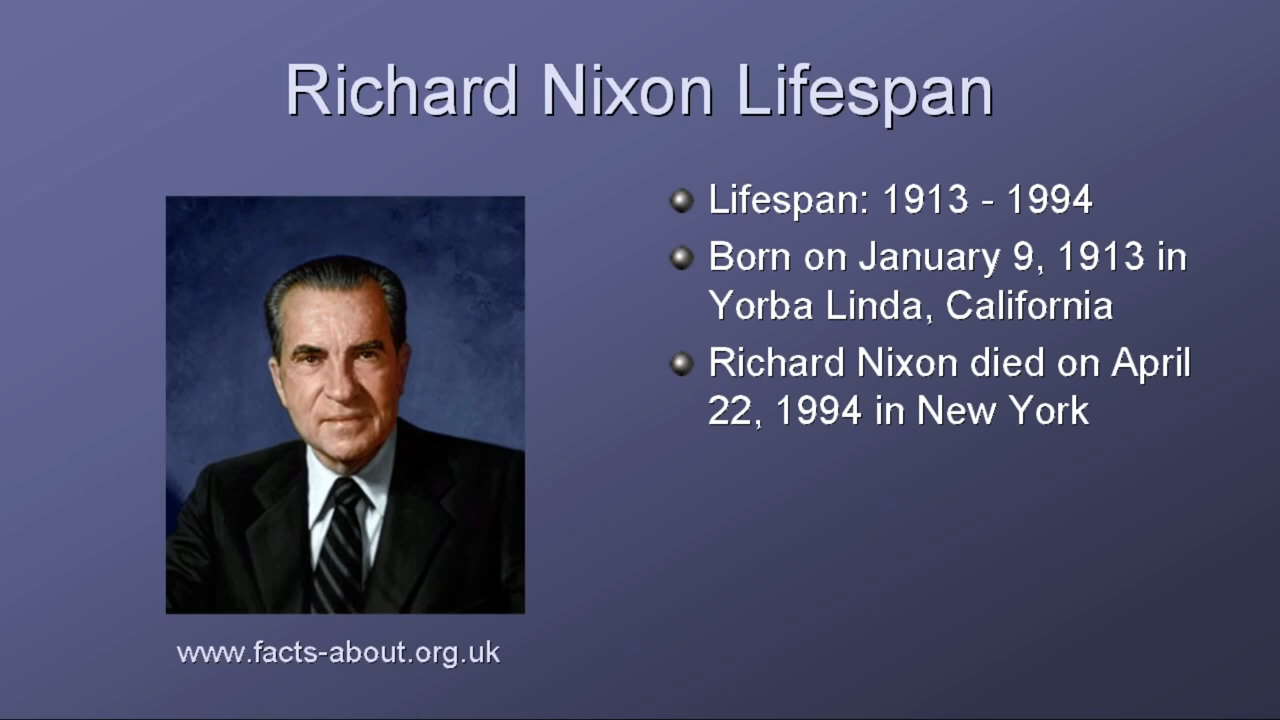 Richard Nixon Lifespan
Lifespan: 1913 - 1994
Born on January 9, 1913 in
Yorba Linda, California
Richard Nixon died on April
22, 1994 in New York
www.facts-about.org.uk